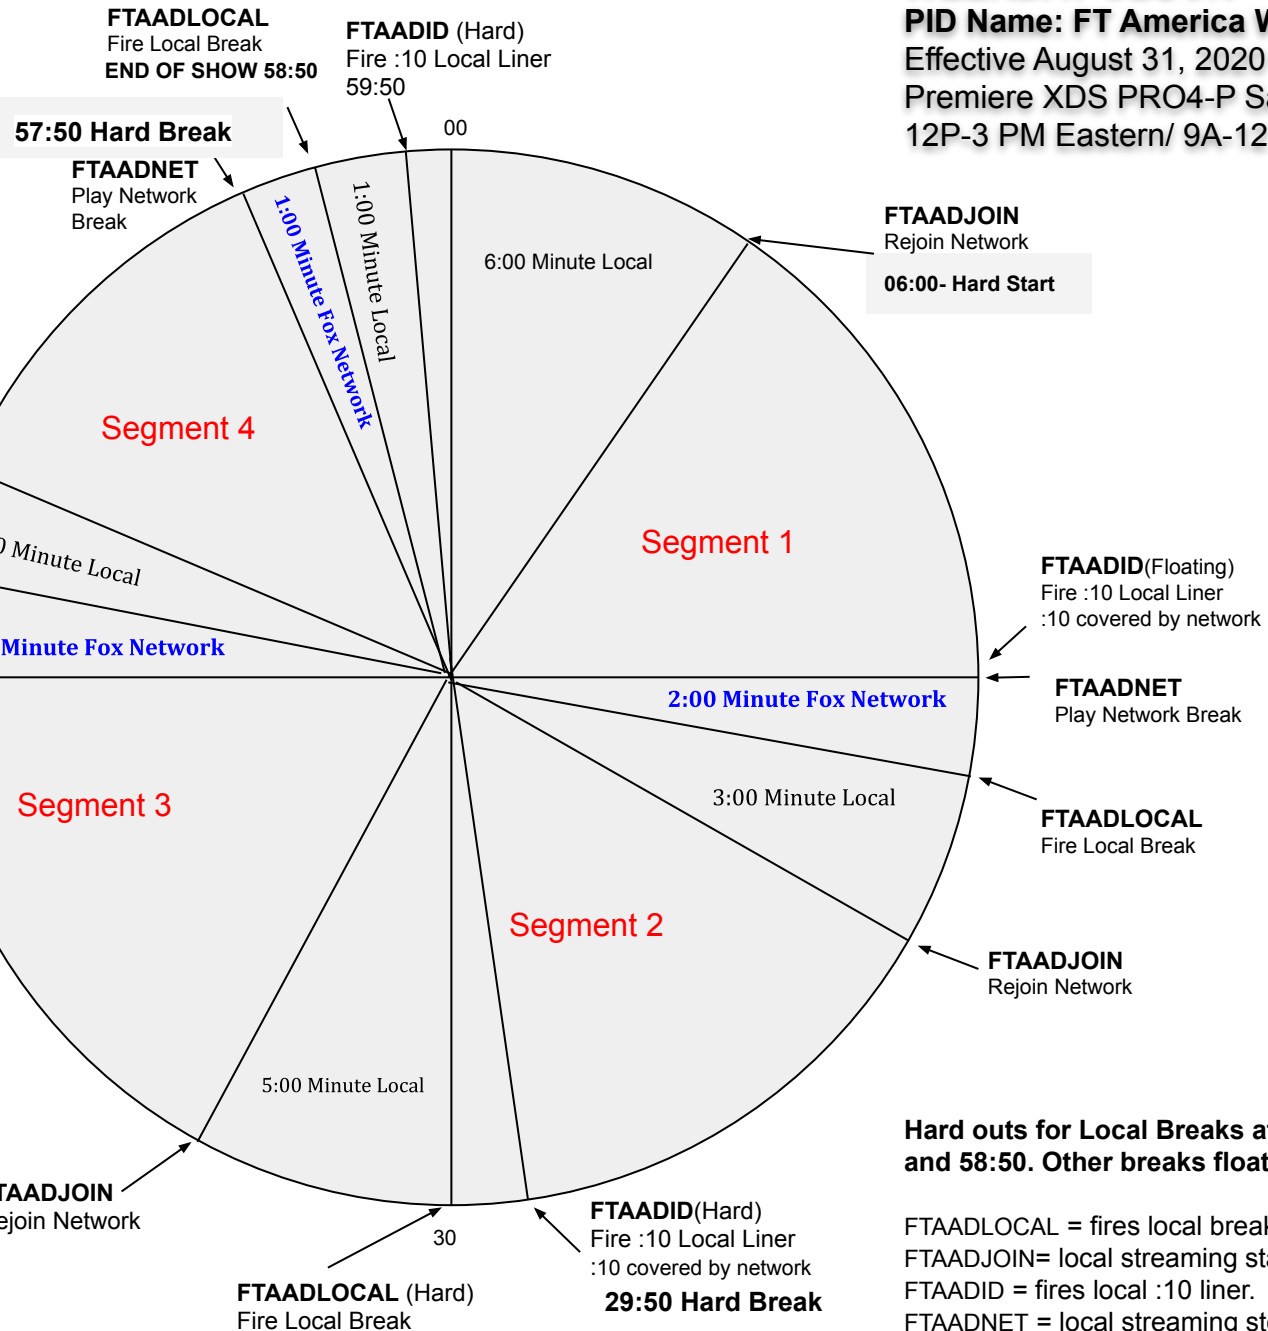 FTAADLOCAL
Fire Local Break
END OF SHOW 58:50
FTAADID (Hard)
Fire :10 Local Liner
59:50
PID Name: FT America
Effective August 31, 2020
Premiere XDS PRO4-P
12P-3 PM Eastern/ 9A-12
57:50 Hard Break
00
FTAADNET
Play Network
Break
1:00 Minute Fox Network
1:00 Minute Local
6:00 Minute Local
FTAADJOIN
Rejoin Network
06:00- Hard Start
Segment 4
Segment 1
Minute Local
Minute Fox Network
FTAADID(Floating)
Fire :10 Local Liner
:10 covered by network
FTAADNET
Play Network Break
2:00 Minute Fox Network
3:00 Minute Local
FTAADLOCAL
Fire Local Break
Segment 3
Segment 2
FTAADJOIN
Rejoin Network
5:00 Minute Local
TAADJOIN
ejoin Network
30
FTAADLOCAL (Hard)
Fire Local Break
FTAADID(Hard)
Fire :10 Local Liner
:10 covered by network
29:50 Hard Break
Hard outs for Local Breaks
and 58:50. Other breaks float
FTAADLOCAL = fires local break
FTAADJOIN= local streaming
FTAADID = fires local :10 liner.
FTAADNET = local streaming